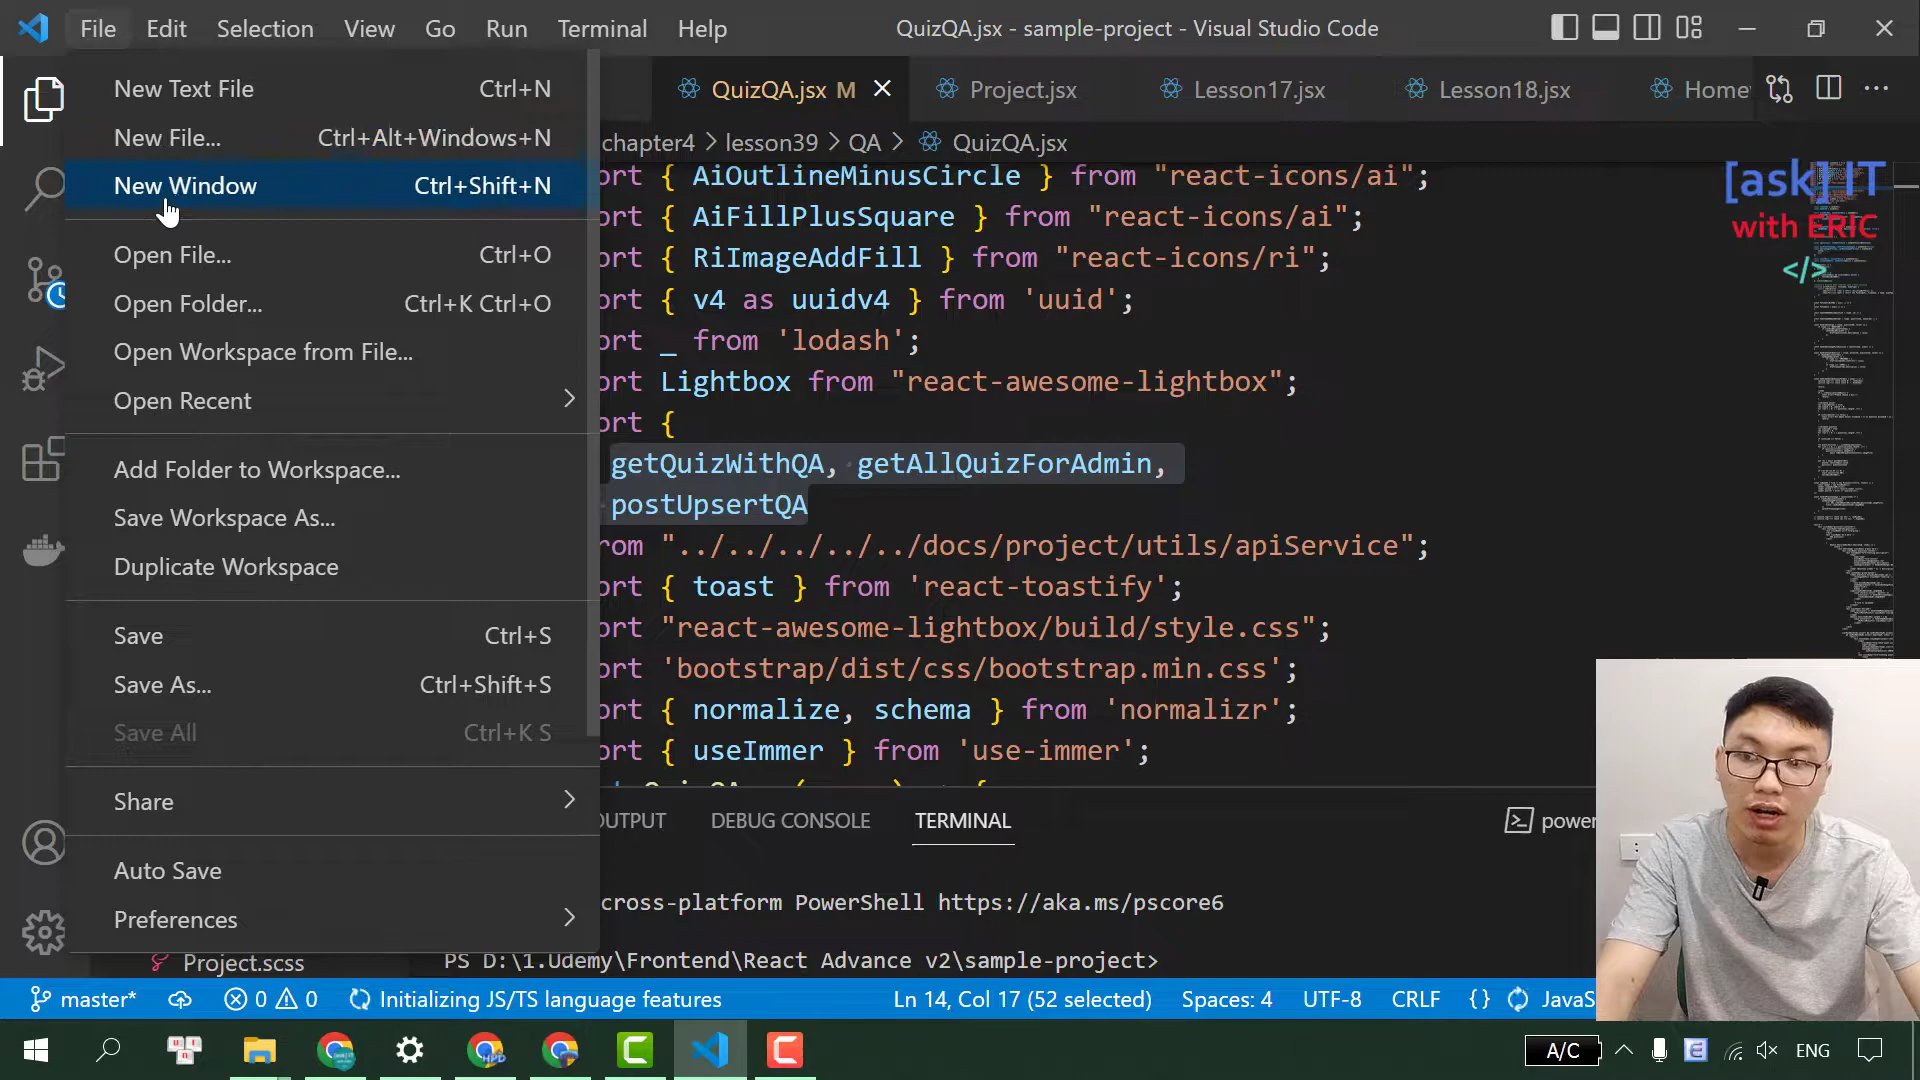 File Edit Selection View Go Run Terminal Help QuizQA.jsx - sample-project - Visual Studio Code
New Text File Ctrl+N
New File... Ctrl+Alt+Windows+N
New Window Ctrl+Shift+N
Open File... Ctrl+O
Open Folder... Ctrl+K Ctrl+O
Open Workspace from File...
Open Recent
Add Folder to Workspace...
Save Workspace As...
Duplicate Workspace
Save Ctrl+S
Save As... Ctrl+Shift+S
Save All Ctrl+K S
Share
Auto Save
Preferences
Project.scss
QuizQA.jsx M Project.jsx Lesson17.jsx Lesson18.jsx Home
chapter4 > lesson39 > QA > QuizQA.jsx
ort { AiOutlineMinusCircle } from "react-icons/ai";
ort { AiFillPlusSquare } from "react-icons/ai";
ort { RiImageAddFill } from "react-icons/ri";
ort { v4 as uuidv4 } from 'uuid';
ort _ from 'lodash';
ort Lightbox from "react-awesome-lightbox";
ort {
getQuizWithQA, getAllQuizForAdmin,
postUpsertQA
rom "../../../../../docs/project/utils/apiService";
ort { toast } from 'react-toastify';
ort "react-awesome-lightbox/build/style.css";
ort 'bootstrap/dist/css/bootstrap.min.css';
ort { normalize, schema } from 'normalizr';
ort { useImmer } from 'use-immer';
[ask] IT
with ERIC
</>
OUTPUT DEBUG CONSOLE TERMINAL power
cross-platform PowerShell https://aka.ms/pscore6
PS D:\1.Udemy\Frontend\React Advance v2\sample-project>
master* 0 0 Initializing JS/TS language features Ln 14, Col 17 (52 selected) Spaces: 4 UTF-8 CRLF {} JavaS
A/C ENG